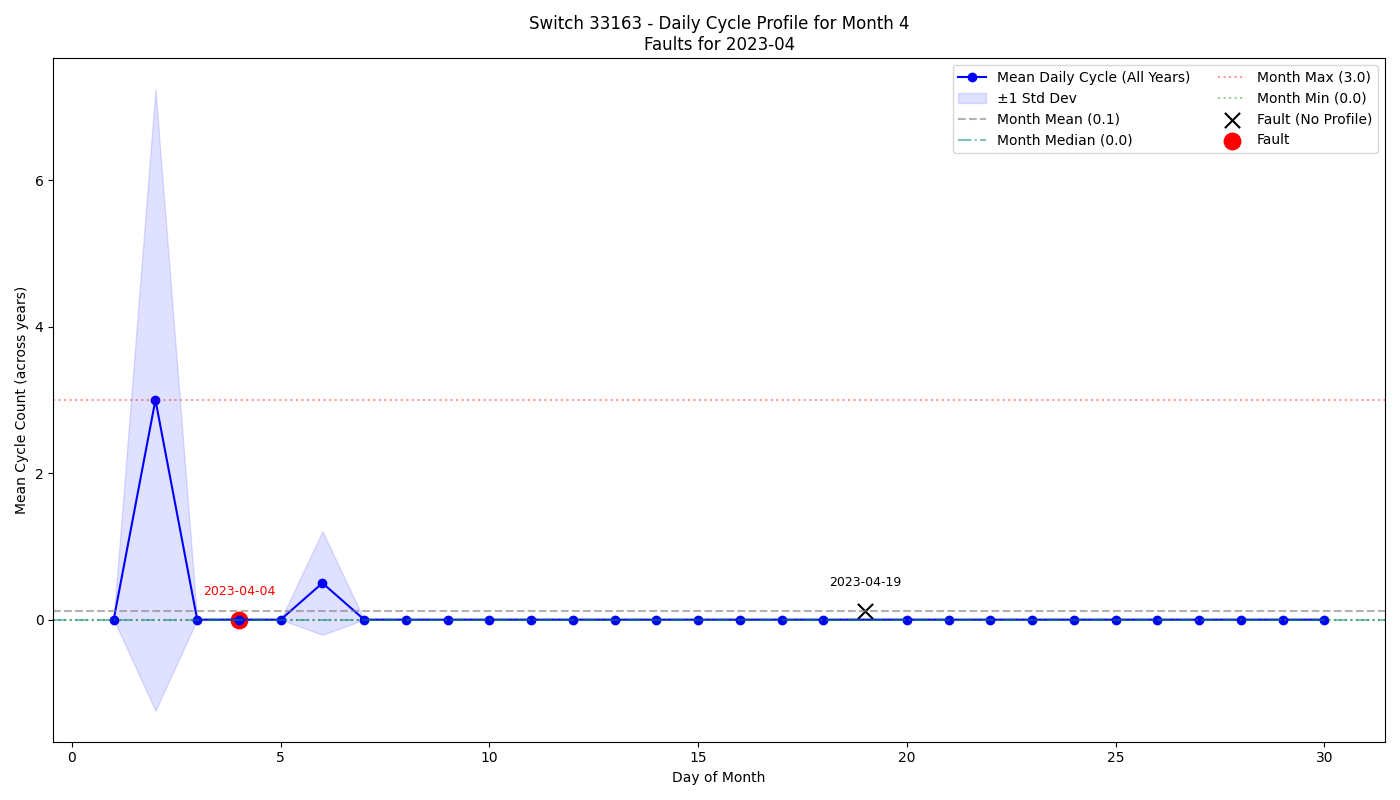 Switch 33163 - Daily Cycle Profile for Month 4
Faults for 2023-04
Mean Daily Cycle (All Years)
±1 Std Dev
Month Mean (0.1)
Month Median (0.0)
Month Max (3.0)
Month Min (0.0)
Fault (No Profile)
Fault
Mean Cycle Count (across years)
6
4
2
0
2023-04-04
2023-04-19
0
5
10
15
20
25
30
Day of Month